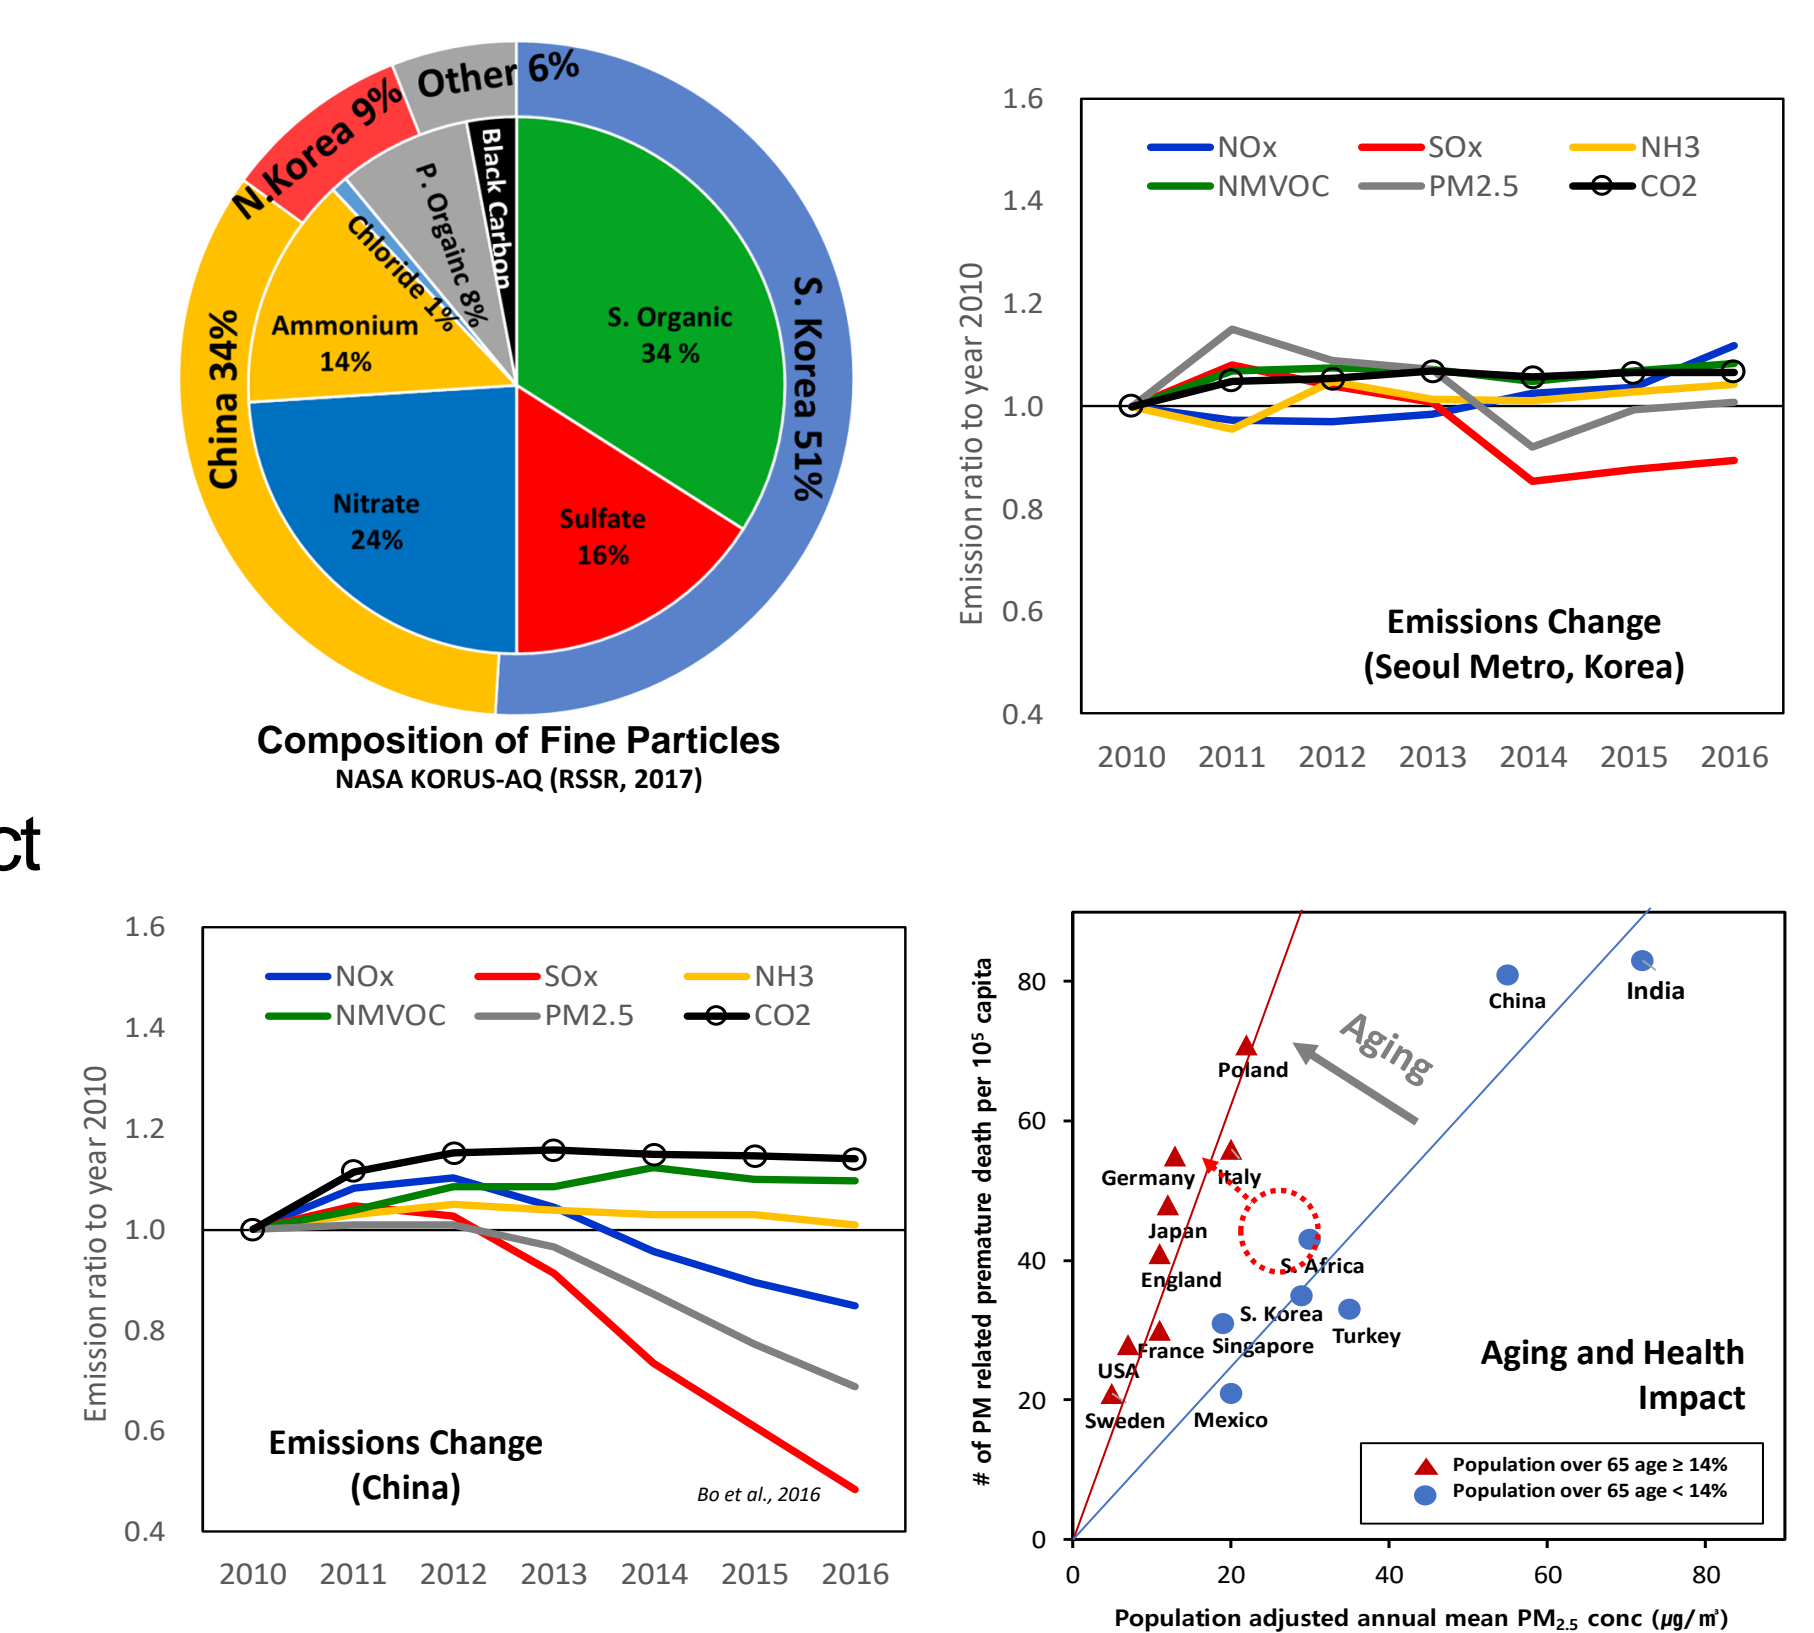 Other 6%
N. Korea 9%
China 34%
S. Korea 51%
Black Carbon
P. Orgainc 8%
Chloride 1%
Ammonium
14%
S. Organic
34 %
Nitrate
24%
Sulfate
16%
Composition of Fine Particles
NASA KORUS-AQ (RSSR, 2017)
Emission ratio to year 2010
1.6
1.4
1.2
1.0
0.8
0.6
0.4
NOx SOx NH3
NMVOC PM2.5 CO2
Emissions Change
(Seoul Metro, Korea)
2010 2011 2012 2013 2014 2015 2016
ct
Emission ratio to year 2010
1.6
1.4
1.2
1.0
0.8
0.6
0.4
NOx SOx NH3
NMVOC PM2.5 CO2
Emissions Change
(China)
Bo et al., 2016
2010 2011 2012 2013 2014 2015 2016
# of PM related premature death per 10⁵ capita
80
60
40
20
0
China
India
Aging
Poland
Germany
Italy
Japan
S. Africa
England
S. Korea
Turkey
France
Singapore
USA
Sweden
Mexico
Aging and Health
Impact
Population over 65 age ≥ 14%
Population over 65 age < 14%
0 20 40 60 80
Population adjusted annual mean PM₂.₅ conc (㎍/㎥)